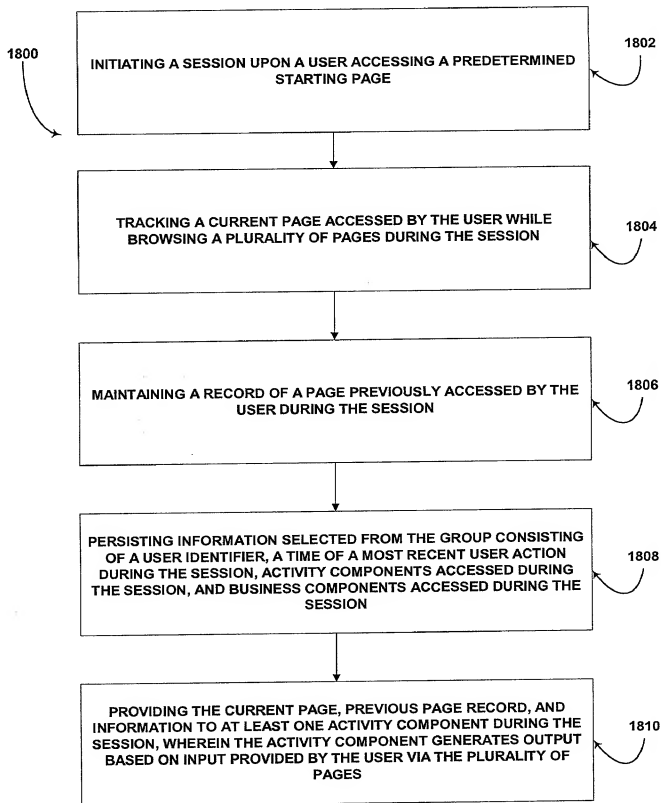 1800
INITIATING A SESSION UPON A USER ACCESSING A PREDETERMINED
STARTING PAGE
1802
TRACKING A CURRENT PAGE ACCESSED BY THE USER WHILE
BROWSING A PLURALITY OF PAGES DURING THE SESSION
1804
MAINTAINING A RECORD OF A PAGE PREVIOUSLY ACCESSED BY THE
USER DURING THE SESSION
1806
PERSISTING INFORMATION SELECTED FROM THE GROUP CONSISTING
OF A USER IDENTIFIER, A TIME OF A MOST RECENT USER ACTION
DURING THE SESSION, ACTIVITY COMPONENTS ACCESSED DURING
THE SESSION, AND BUSINESS COMPONENTS ACCESSED DURING THE
SESSION
1808
PROVIDING THE CURRENT PAGE, PREVIOUS PAGE RECORD, AND
INFORMATION TO AT LEAST ONE ACTIVITY COMPONENT DURING THE
SESSION, WHEREIN THE ACTIVITY COMPONENT GENERATES OUTPUT
BASED ON INPUT PROVIDED BY THE USER VIA THE PLURALITY OF
PAGES
1810